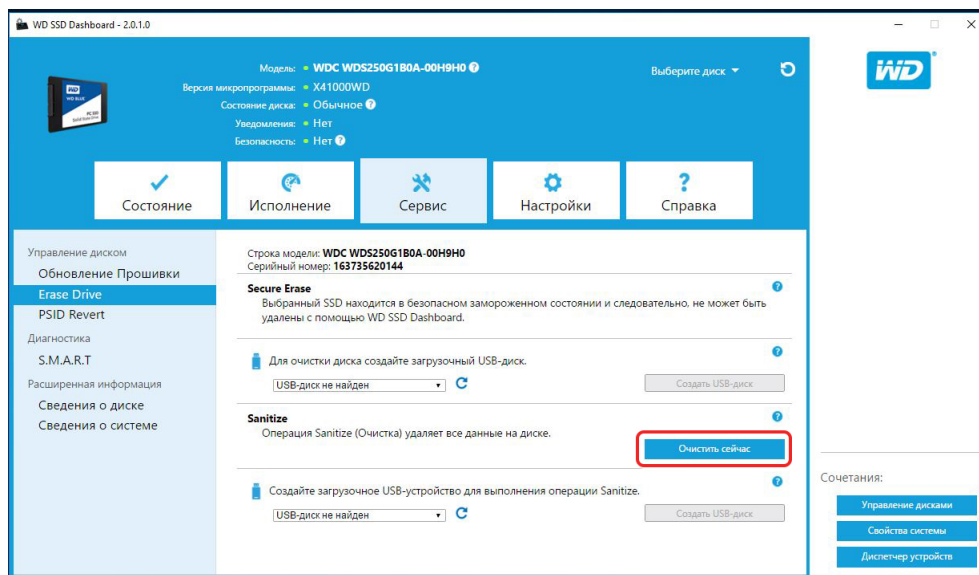 WD SSD Dashboard - 2.0.1.0
Модель: WDC WDS250G1B0A-00H9H0
Выберите диск
Версия микропрограммы: X41000WD
Состояние диска: Обычное
Уведомления: Нет
Безопасность: Нет
WD
Состояние
Исполнение
Сервис
Настройки
Справка
Управление диском
Обновление Прошивки
Erase Drive
PSID Revert
Диагностика
S.M.A.R.T
Расширенная информация
Сведения о диске
Сведения о системе
Строка модели: WDC WDS250G1B0A-00H9H0
Серийный номер: 163735620144
Secure Erase
Выбранный SSD находится в безопасном замороженном состоянии и следовательно, не может быть
удалены с помощью WD SSD Dashboard.
Для очистки диска создайте загрузочный USB-диск.
USB-диск не найден
Создать USB-диск
Sanitize
Операция Sanitize (Очистка) удаляет все данные на диске.
Очистить сейчас
Создайте загрузочное USB-устройство для выполнения операции Sanitize.
USB-диск не найден
Создать USB-диск
Сочетания:
Управление дисками
Свойства системы
Диспетчер устройств